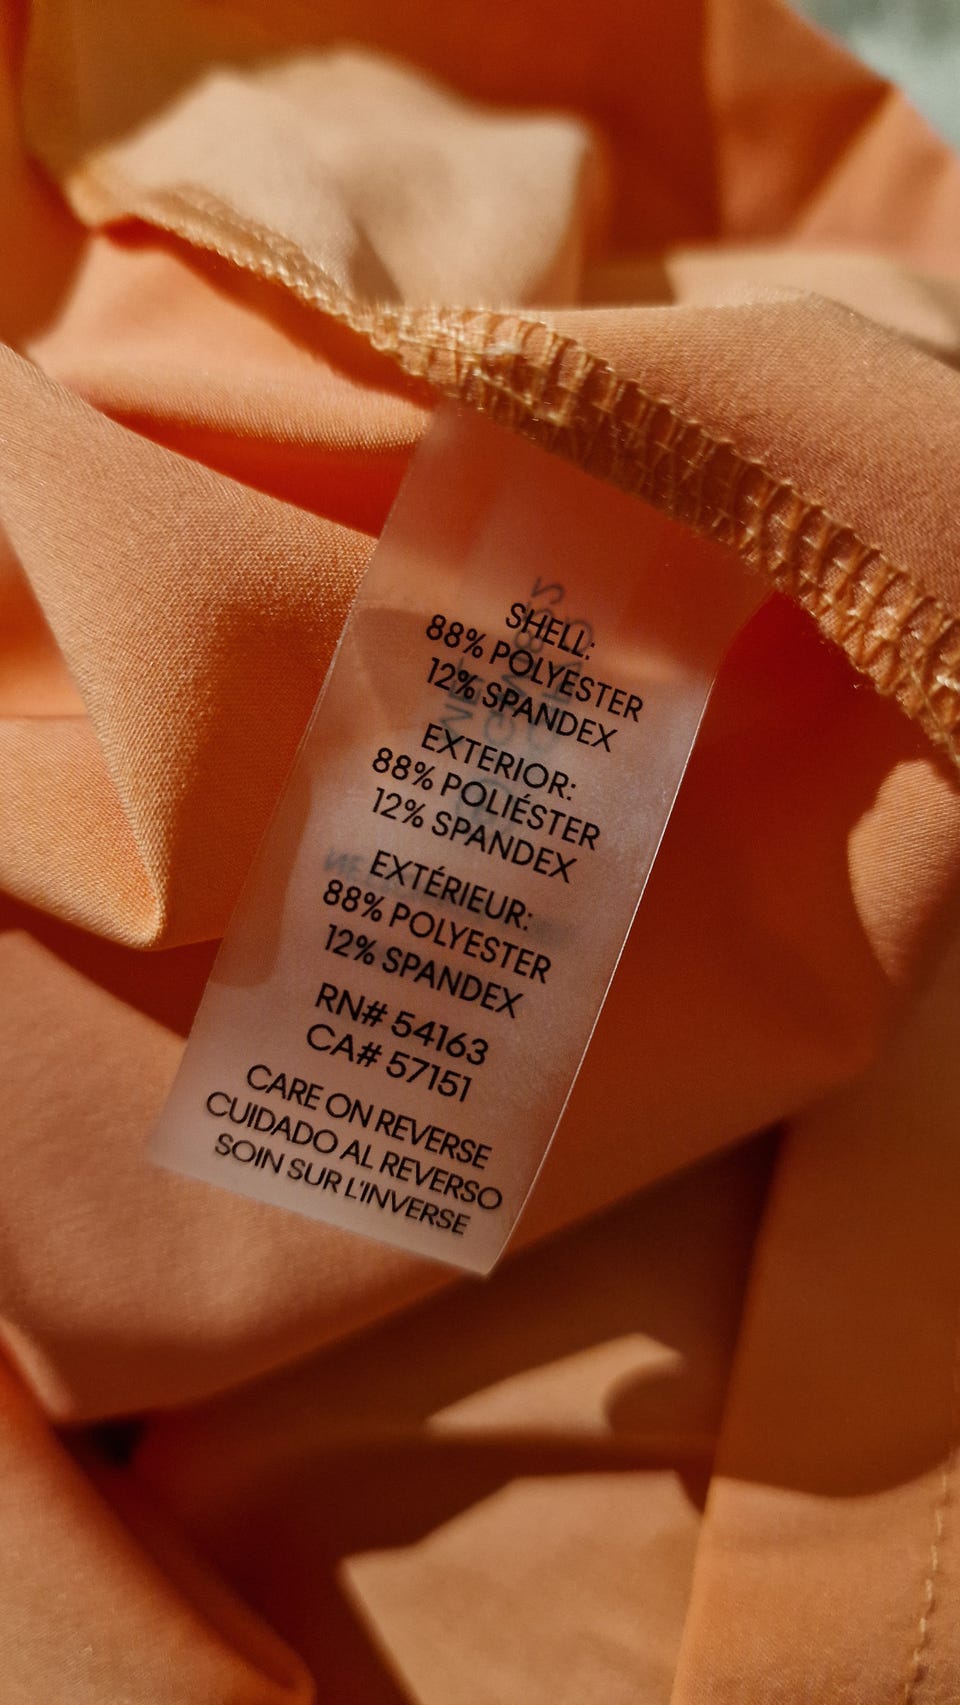 SHELL:
88% POLYESTER
12% SPANDEX
EXTERIOR:
88% POLIÉSTER
12% SPANDEX
EXTÉRIEUR:
88% POLYESTER
12% SPANDEX
RN# 54163
CA# 57151
CARE ON REVERSE
CUIDADO AL REVERSO
SOIN SUR L'INVERSE